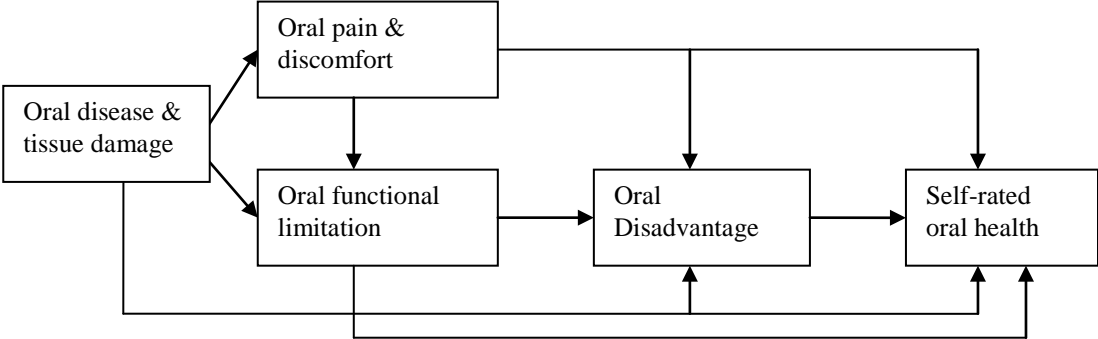 Oral pain &
discomfort
Oral disease &
tissue damage
Oral functional
limitation
Oral
Disadvantage
Self-rated
oral health